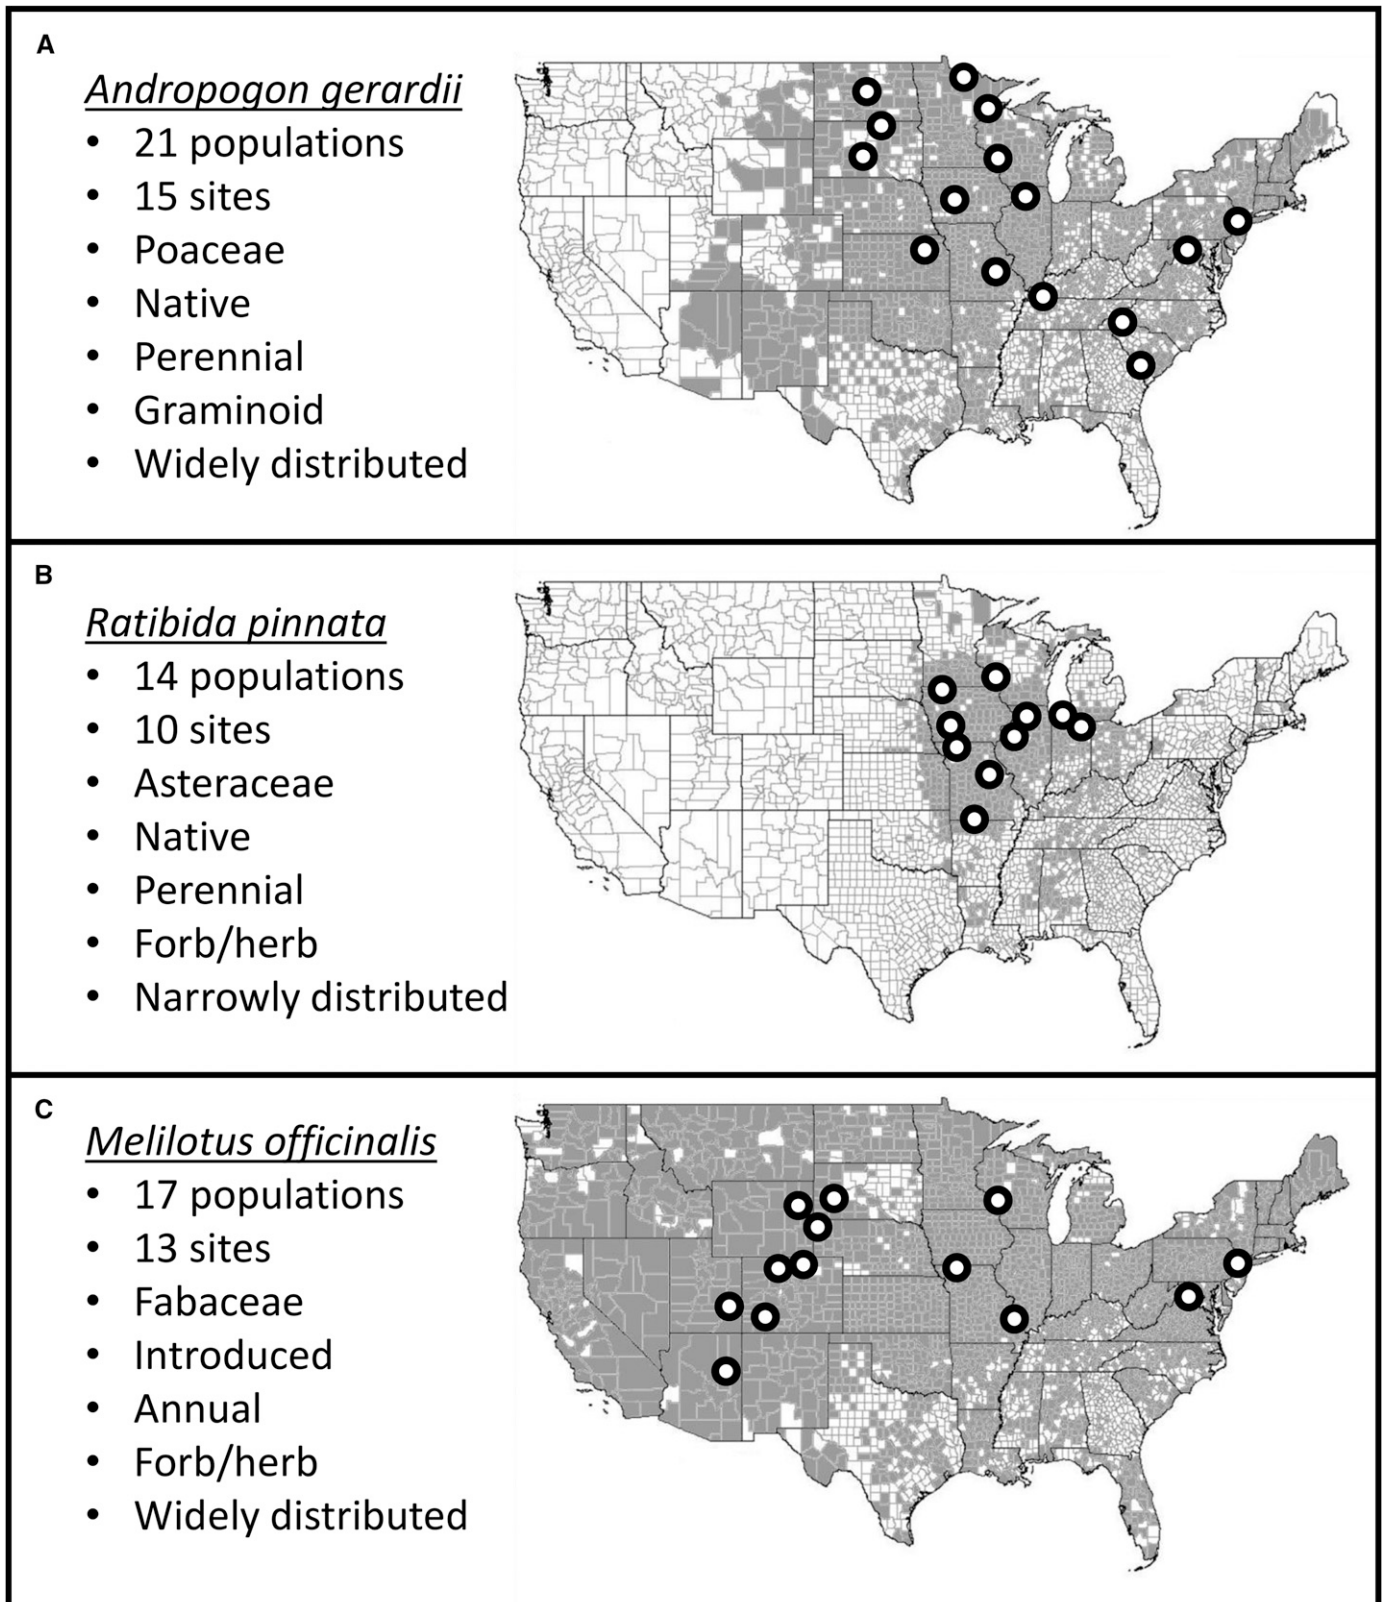 A
Andropogon gerardii
• 21 populations
• 15 sites
• Poaceae
• Native
• Perennial
• Graminoid
• Widely distributed
B
Ratibida pinnata
• 14 populations
• 10 sites
• Asteraceae
• Native
• Perennial
• Forb/herb
• Narrowly distributed
C
Melilotus officinalis
• 17 populations
• 13 sites
• Fabaceae
• Introduced
• Annual
• Forb/herb
• Widely distributed